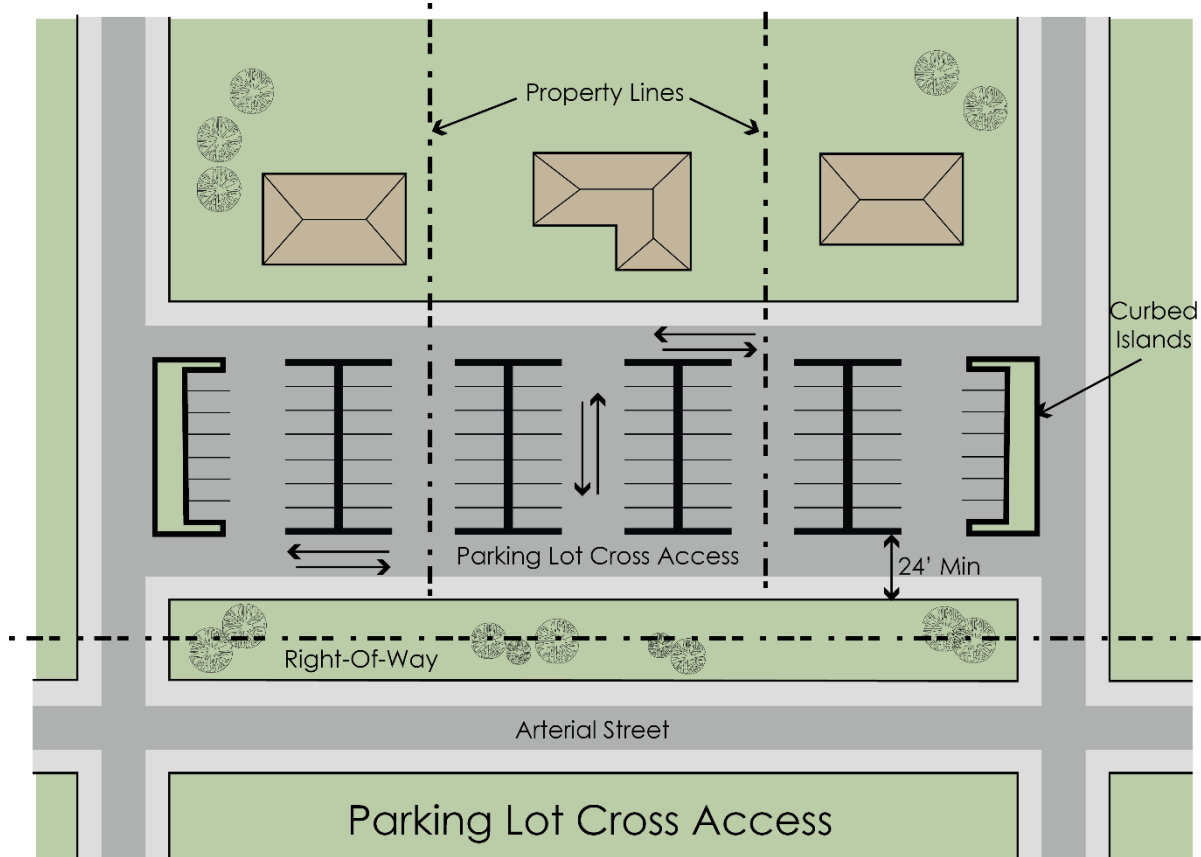 Property Lines
Curbed
Islands
Parking Lot Cross Access
24' Min
Right-Of-Way
Arterial Street
Parking Lot Cross Access